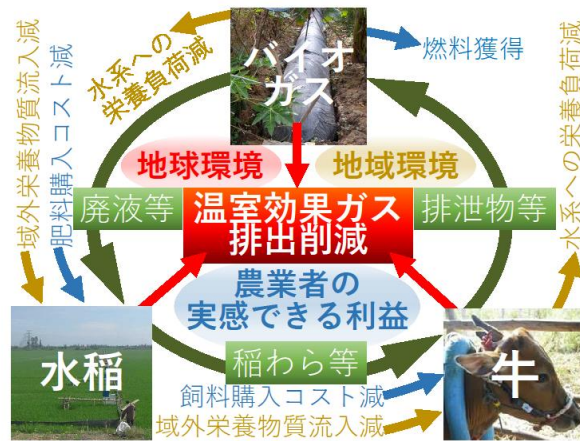 水系への
栄養負荷減
バイオ
ガス
燃料獲得
域外栄養物質流入減
肥料購入コスト減
水系への栄養負荷減
地球環境
地域環境
廃液等
温室効果ガス
排出削減
排泄物等
農業者の
実感できる利益
水稲
稲わら等
牛
飼料購入コスト減
域外栄養物質流入減